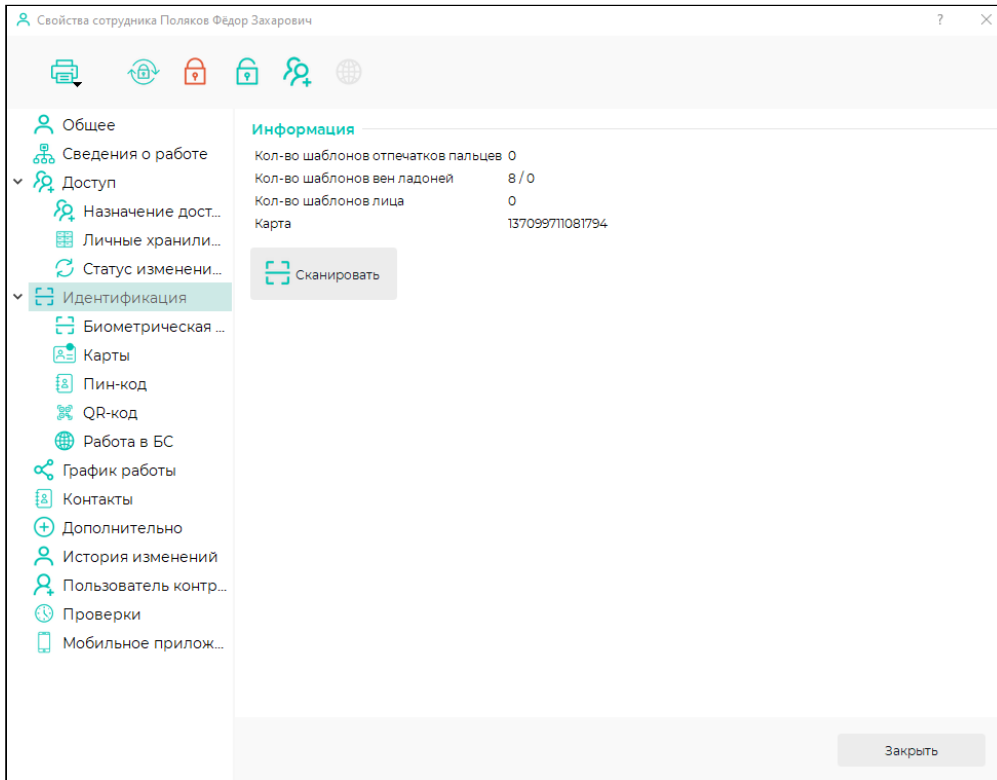 Свойства сотрудника Поляков Фёдор Захарович
?
Общее
Сведения о работе
Доступ
Назначение дост...
Личные хранили...
Статус изменени...
Идентификация
Биометрическая ...
Карты
Пин-код
QR-код
Работа в БС
График работы
Контакты
Дополнительно
История изменений
Пользователь контр...
Проверки
Мобильное прилож...
Информация
Кол-во шаблонов отпечатков пальцев 0
Кол-во шаблонов вен ладоней 8 / 0
Кол-во шаблонов лица 0
Карта 137099711081794
Сканировать
Закрыть